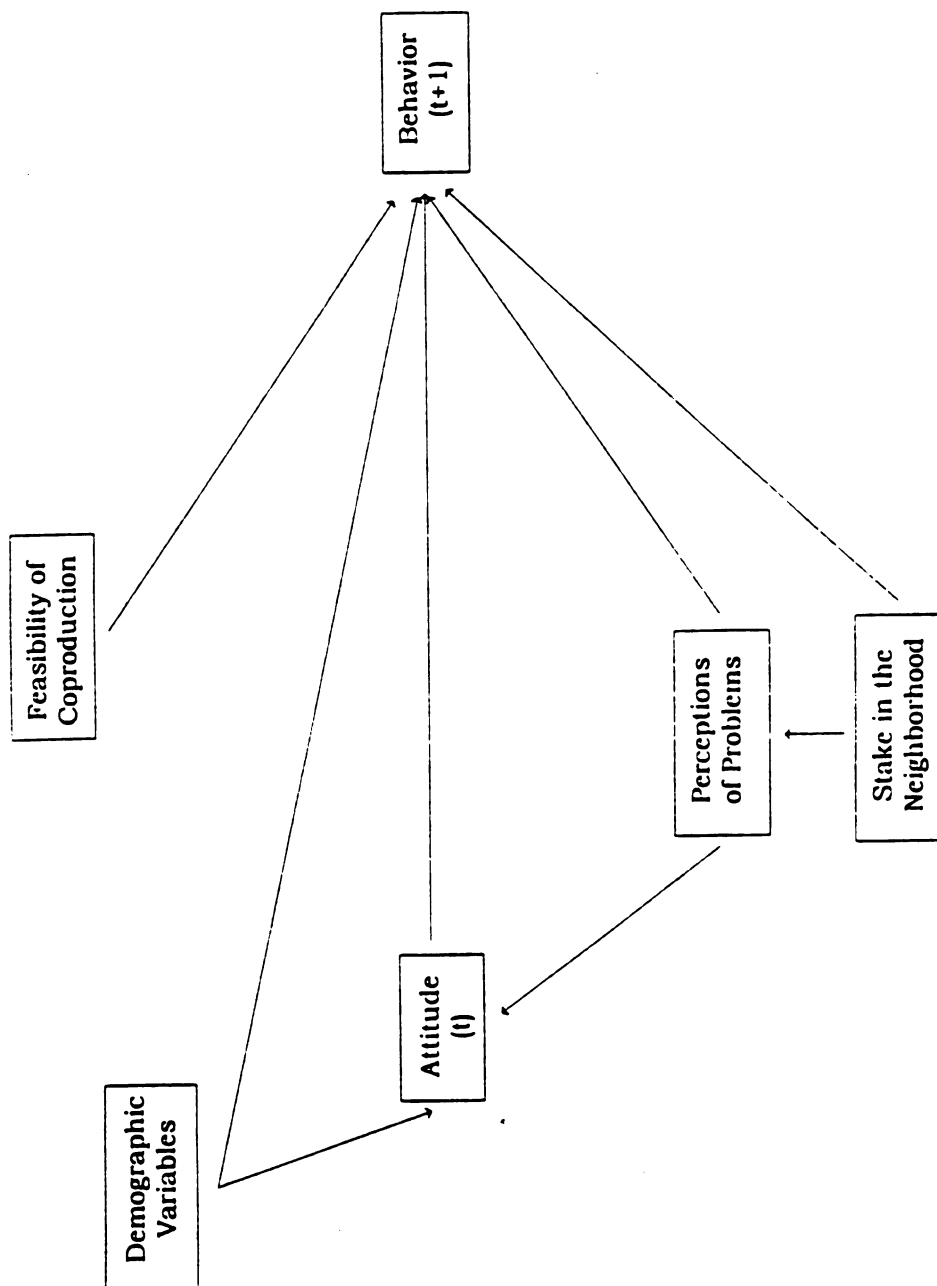 Demographic
Variables
Feasibility of
Coproduction
Attitude
(t)
Behavior
(t+1)
Perceptions
of Problems
Stake in the
Neighborhood